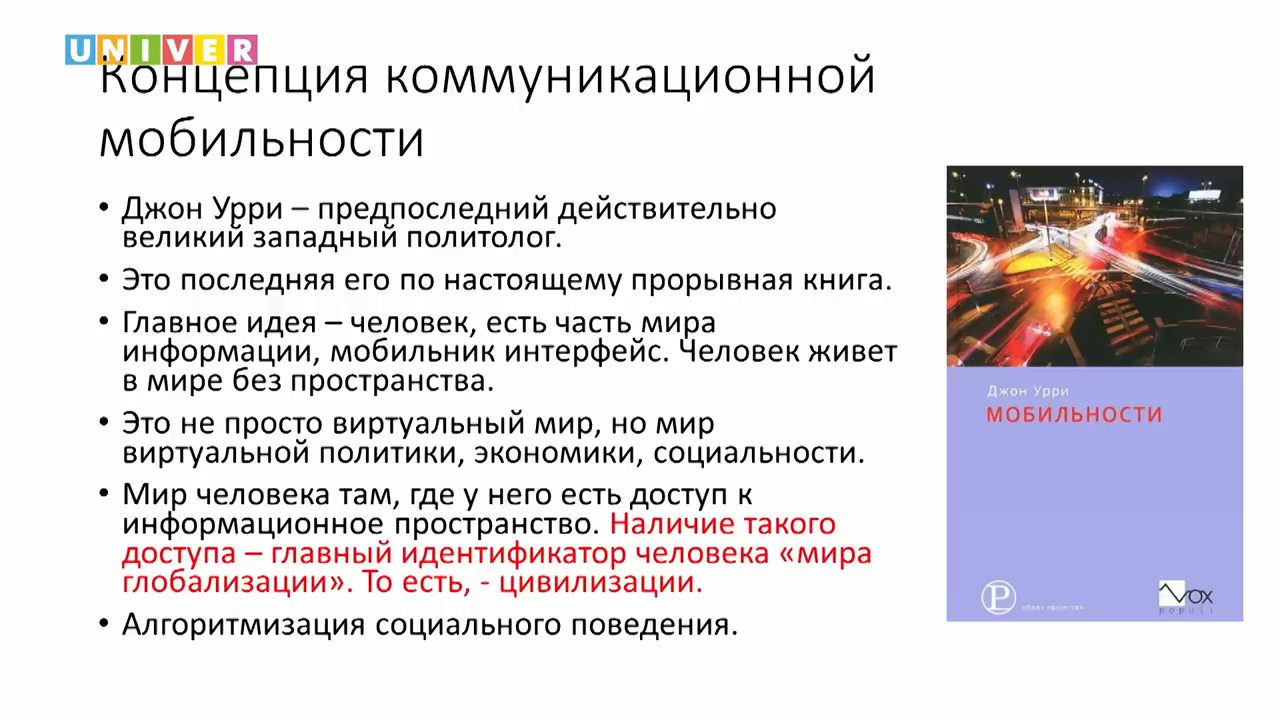 UNIVER
Концепция коммуникационной
мобильности
• Джон Урри – предпоследний действительно
великий западный политолог.
• Это последняя его по настоящему прорывная книга.
• Главное идея – человек, есть часть мира
информации, мобильник интерфейс. Человек живет
в мире без пространства.
• Это не просто виртуальный мир, но мир
виртуальной политики, экономики, социальности.
• Мир человека там, где у него есть доступ к
информационное пространство. Наличие такого
доступа – главный идентификатор человека «мира
глобализации». То есть, - цивилизации.
• Алгоритмизация социального поведения.
Джон Урри
МОБИЛЬНОСТИ
образ общества
VOX
populi